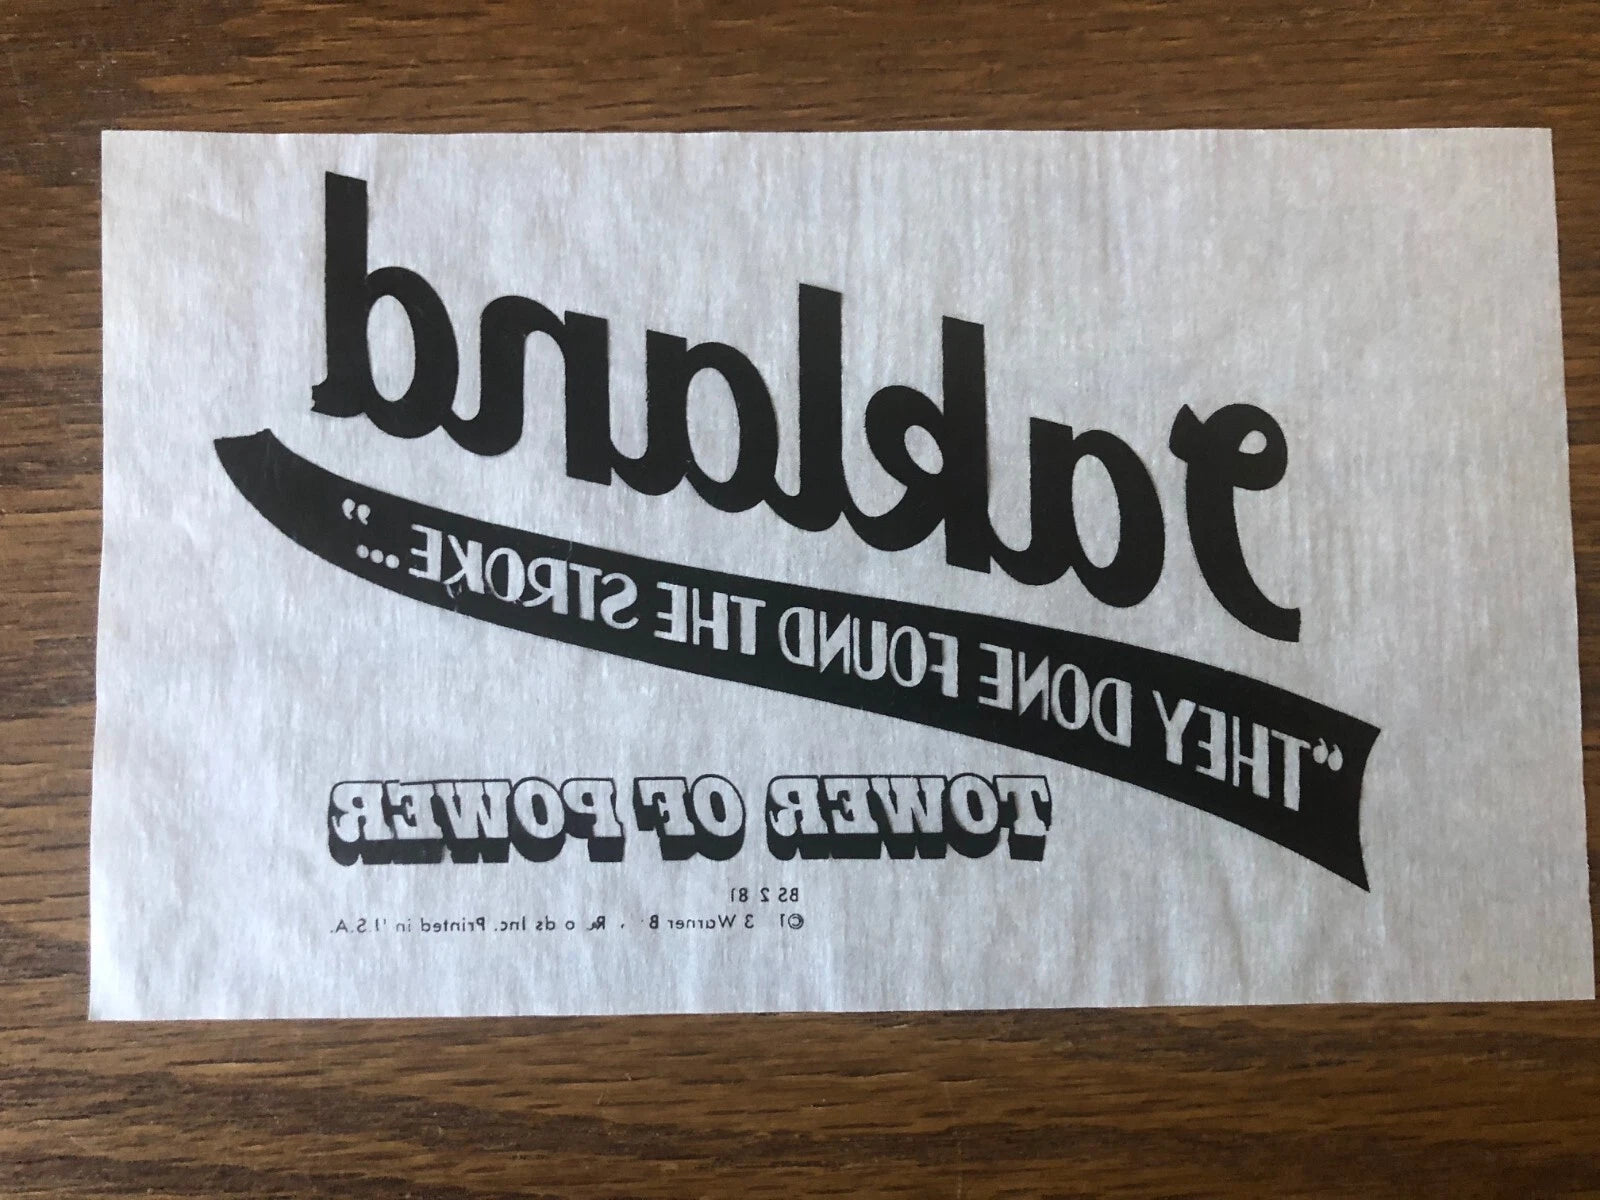 Oakland
“THEY DONE FOUND THE STROKE...”
TOWER OF POWER
BS 2 81
Warner Inc. Printed in U.S.A.